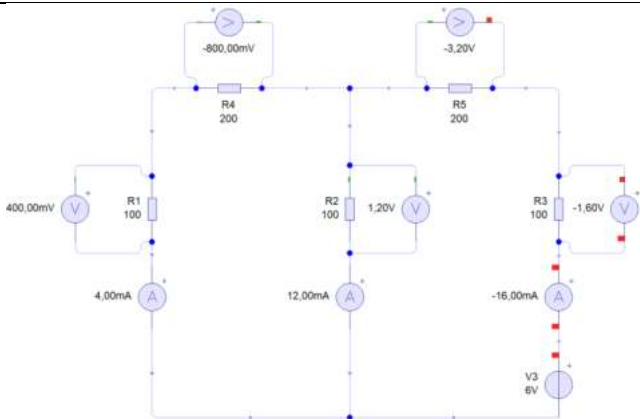 -800,00mV
-3,20V
R4
200
R5
200
400,00mV
V
R1
100
R2
100
1,20V
V
R3
100
-1,60V
V
4,00mA
A
12,00mA
A
-16,00mA
A
V3
6V